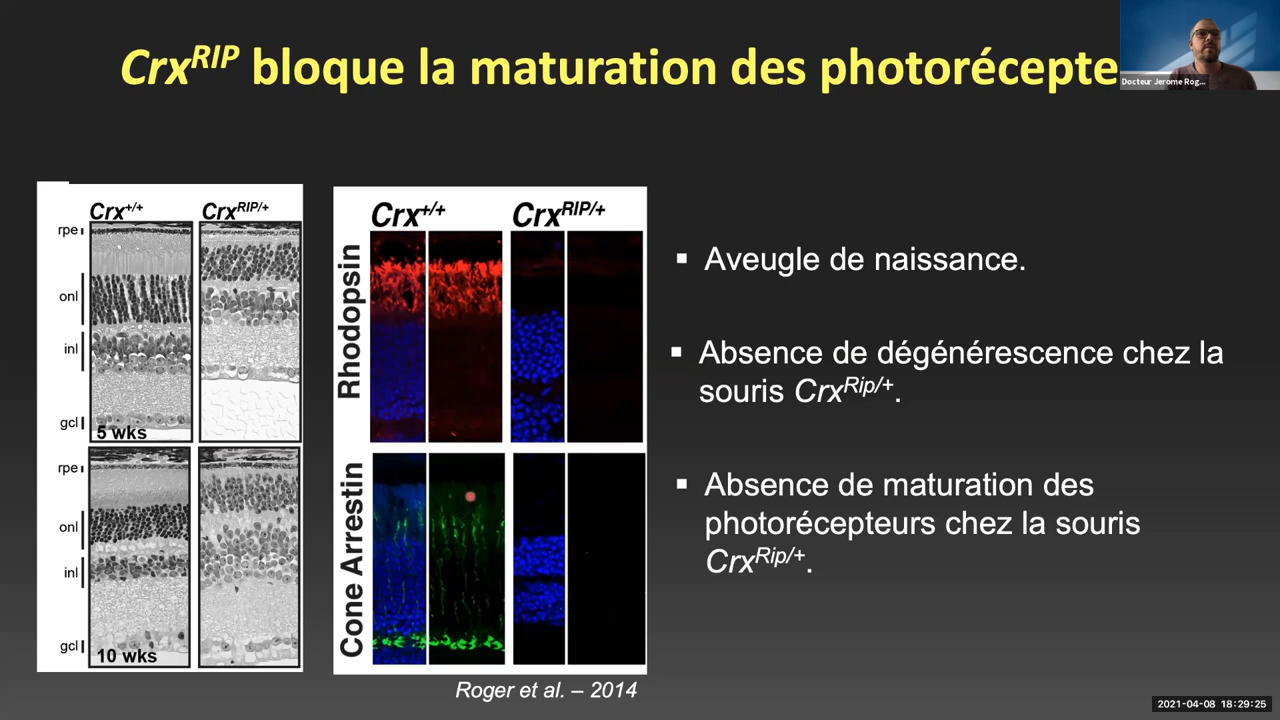 Crx^RIP bloque la maturation des photorécepte
Docteur Jerome Rog...
Crx+/+
Crx^RIP/+
rpe
onl
inl
gcl
5 wks
rpe
onl
inl
gcl
10 wks
Crx+/+
Crx^RIP/+
Rhodopsin
Cone Arrestin
▪ Aveugle de naissance.
▪ Absence de dégénérescence chez la
souris Crx^Rip/+.
▪ Absence de maturation des
photorécepteurs chez la souris
Crx^Rip/+.
Roger et al. – 2014
2021-04-08 18:29:25